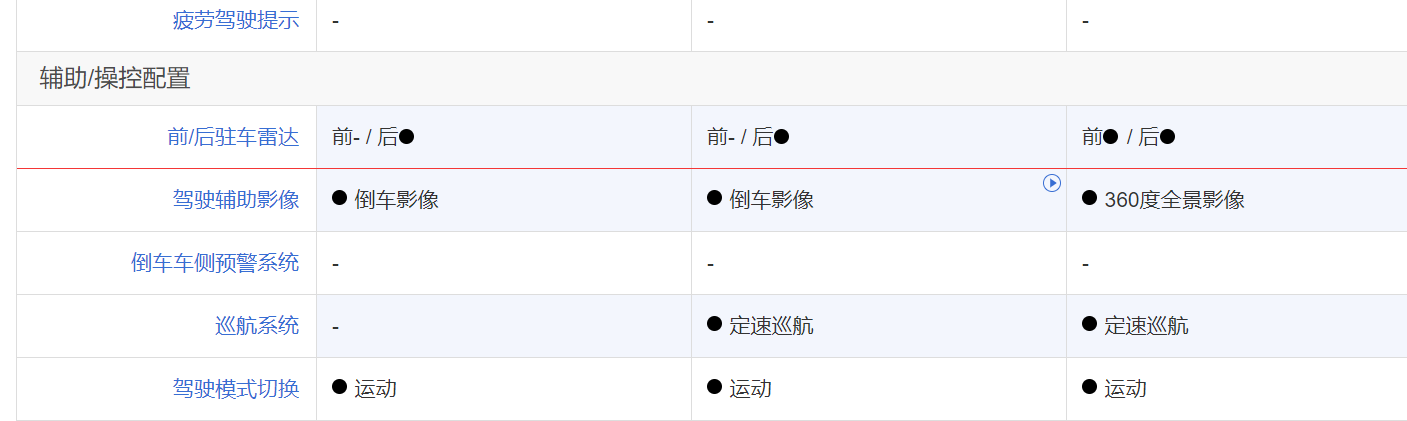 疲劳驾驶提示 - - -
辅助/操控配置
前/后驻车雷达 前- / 后● 前- / 后● 前● / 后●
驾驶辅助影像 ● 倒车影像 ● 倒车影像 ● 360度全景影像
倒车车侧预警系统 - - -
巡航系统 - ● 定速巡航 ● 定速巡航
驾驶模式切换 ● 运动 ● 运动 ● 运动